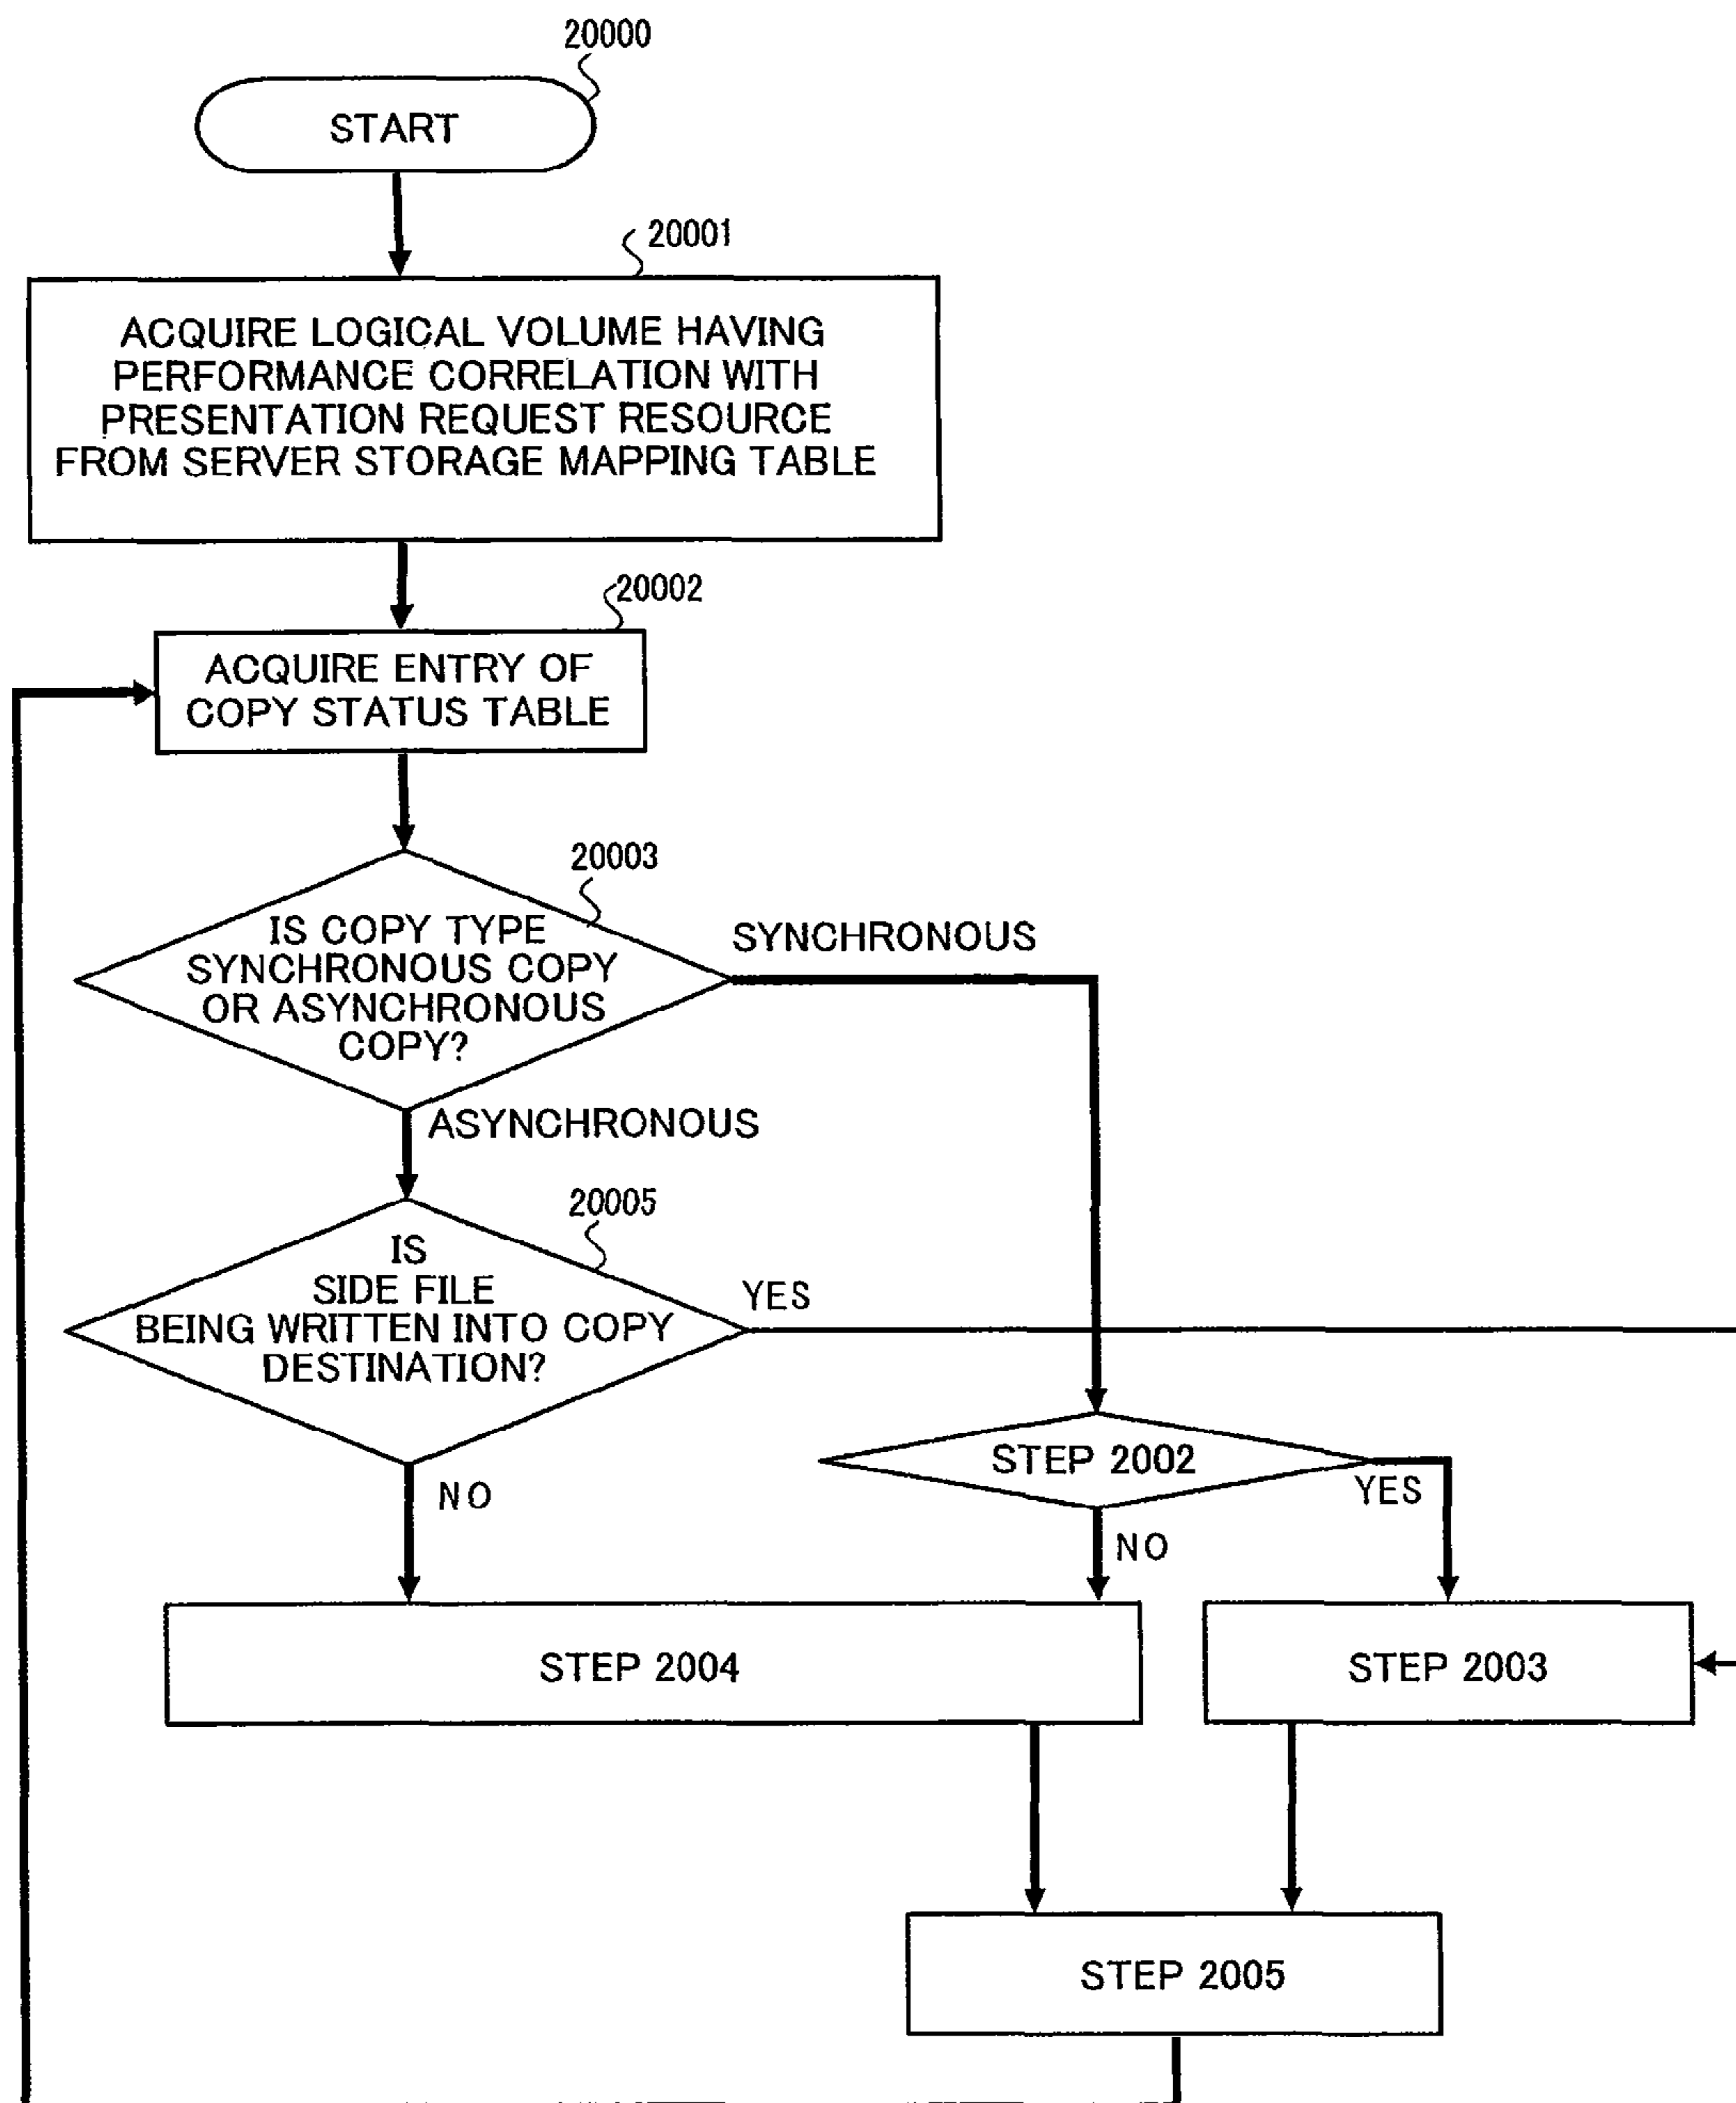 20000
START
20001
ACQUIRE LOGICAL VOLUME HAVING
PERFORMANCE CORRELATION WITH
PRESENTATION REQUEST RESOURCE
FROM SERVER STORAGE MAPPING TABLE
20002
ACQUIRE ENTRY OF
COPY STATUS TABLE
20003
IS COPY TYPE
SYNCHRONOUS COPY
OR ASYNCHRONOUS
COPY?
SYNCHRONOUS
ASYNCHRONOUS
20005
IS
SIDE FILE
BEING WRITTEN INTO COPY
DESTINATION?
YES
NO
STEP 2002
YES
NO
STEP 2004
STEP 2003
STEP 2005